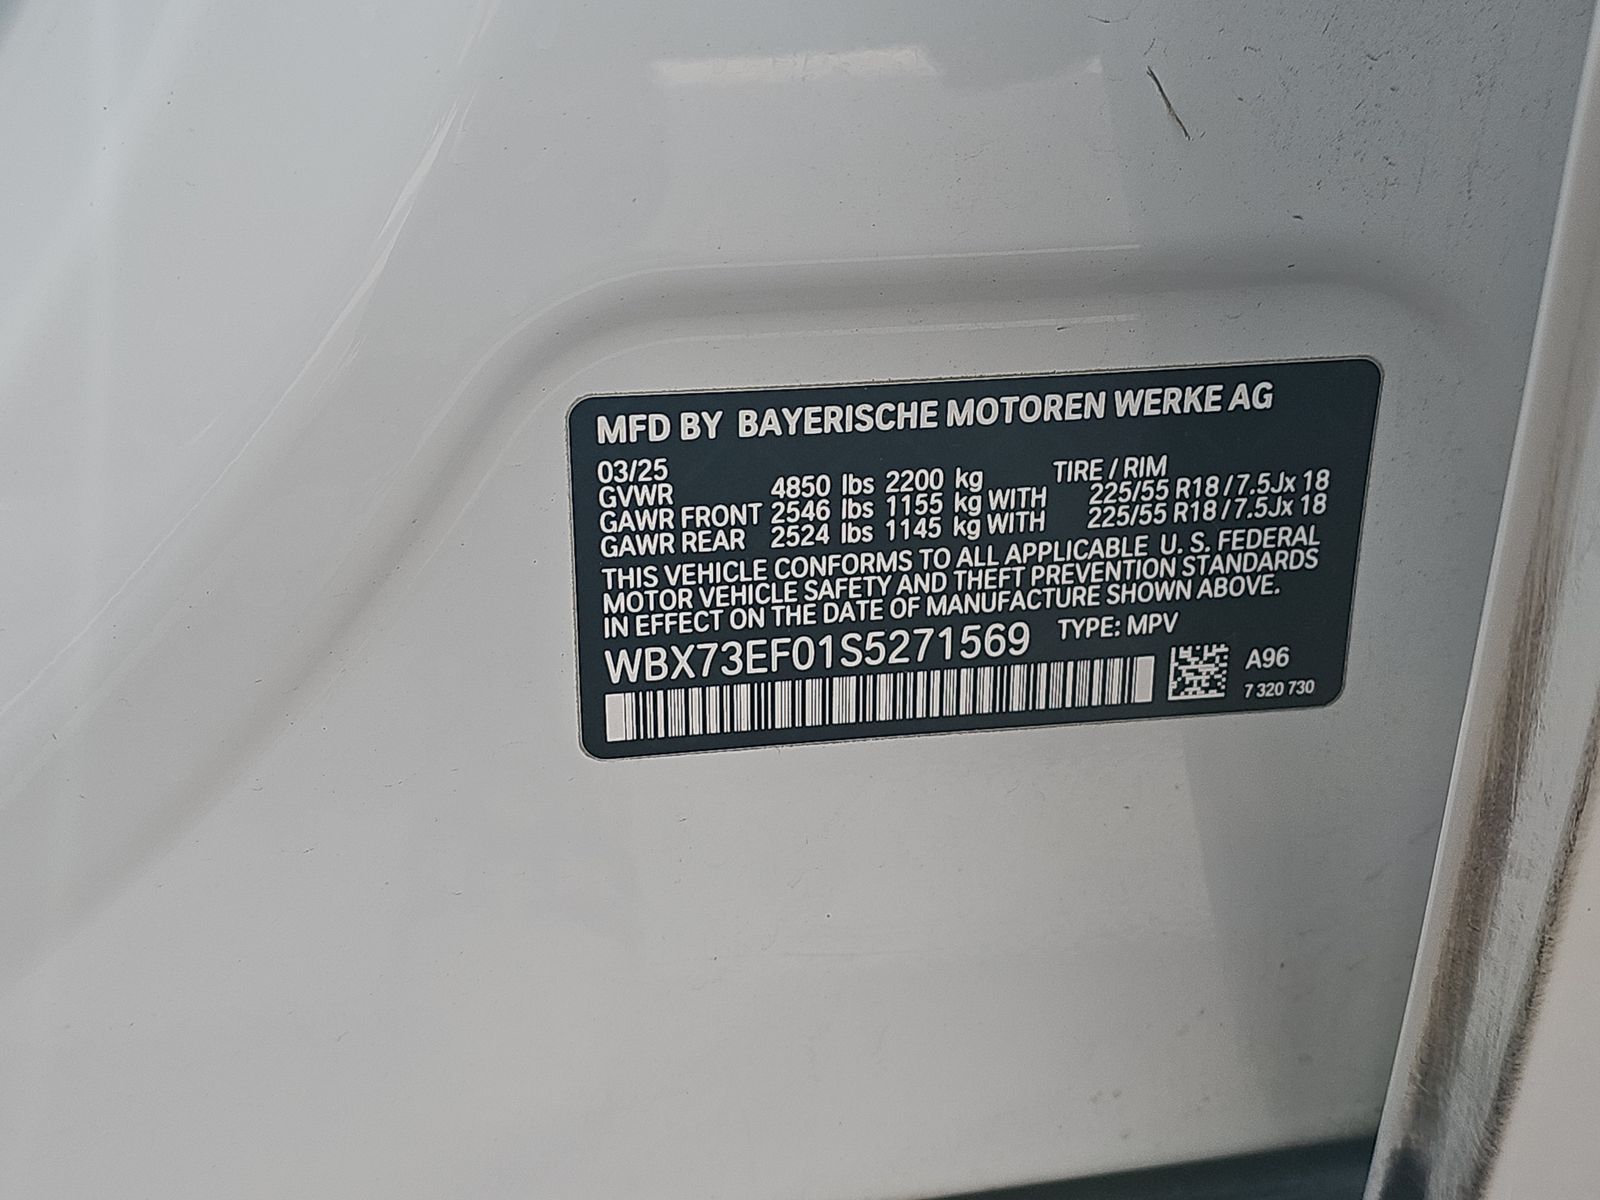 MFD BY BAYERISCHE MOTOREN WERKE AG
03/25 TIRE / RIM
GVWR 4850 lbs 2200 kg
GAWR FRONT 2546 lbs 1155 kg WITH 225/55 R18 / 7.5Jx 18
GAWR REAR 2524 lbs 1145 kg WITH 225/55 R18 / 7.5Jx 18
THIS VEHICLE CONFORMS TO ALL APPLICABLE U. S. FEDERAL
MOTOR VEHICLE SAFETY AND THEFT PREVENTION STANDARDS
IN EFFECT ON THE DATE OF MANUFACTURE SHOWN ABOVE.
WBX73EF01S5271569 TYPE: MPV
A96
7 320 730